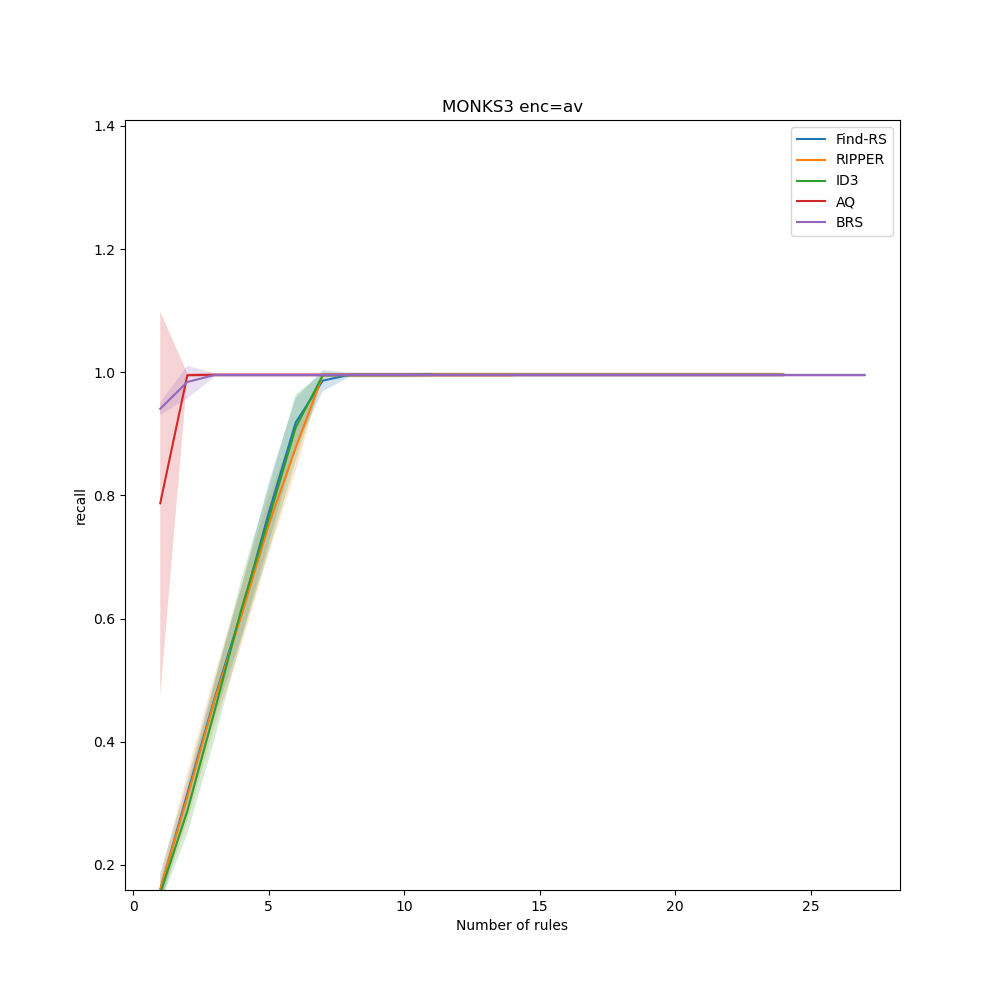 MONKS3 enc=av
1.4
1.2
1.0
0.8
0.6
0.4
0.2
recall
Find-RS
RIPPER
ID3
AQ
BRS
0 5 10 15 20 25
Number of rules